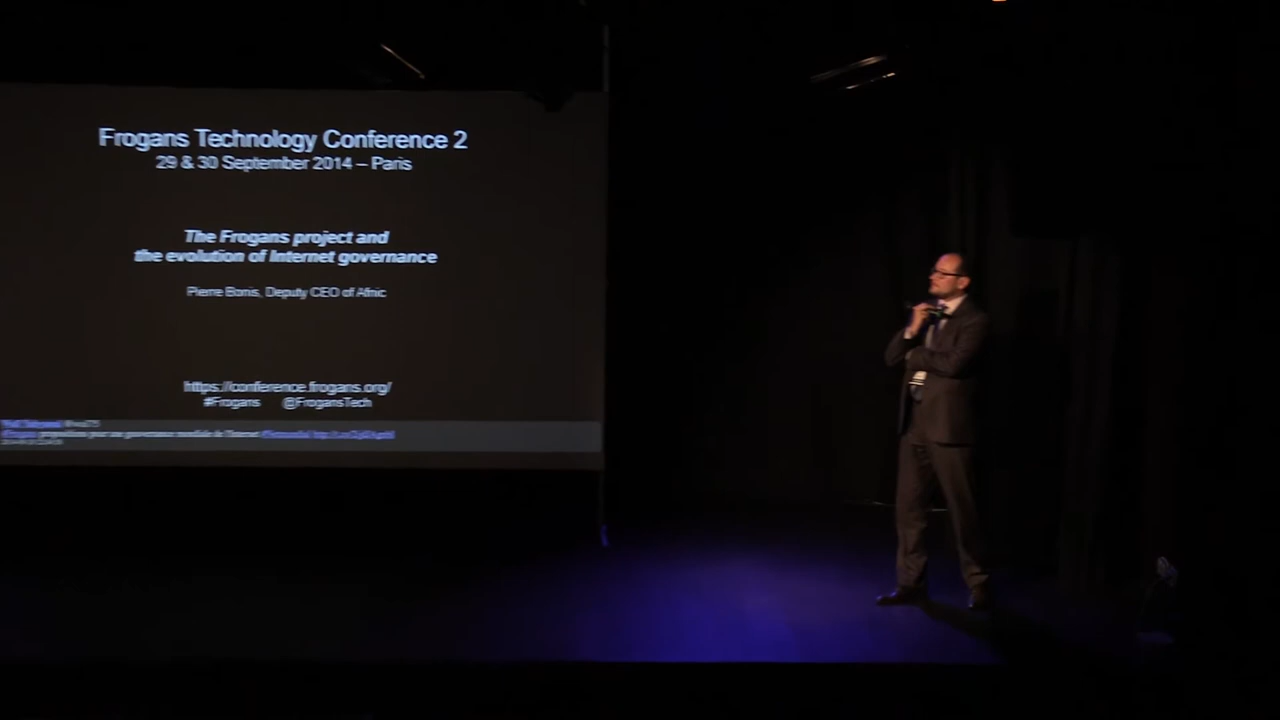 Frogans Technology Conference 2
29 & 30 September 2014 – Paris
The Frogans project and
the evolution of Internet governance
Pierre Bonis, Deputy CEO of Afnic
https://conference.frogans.org/
#Frogans @FrogansTech